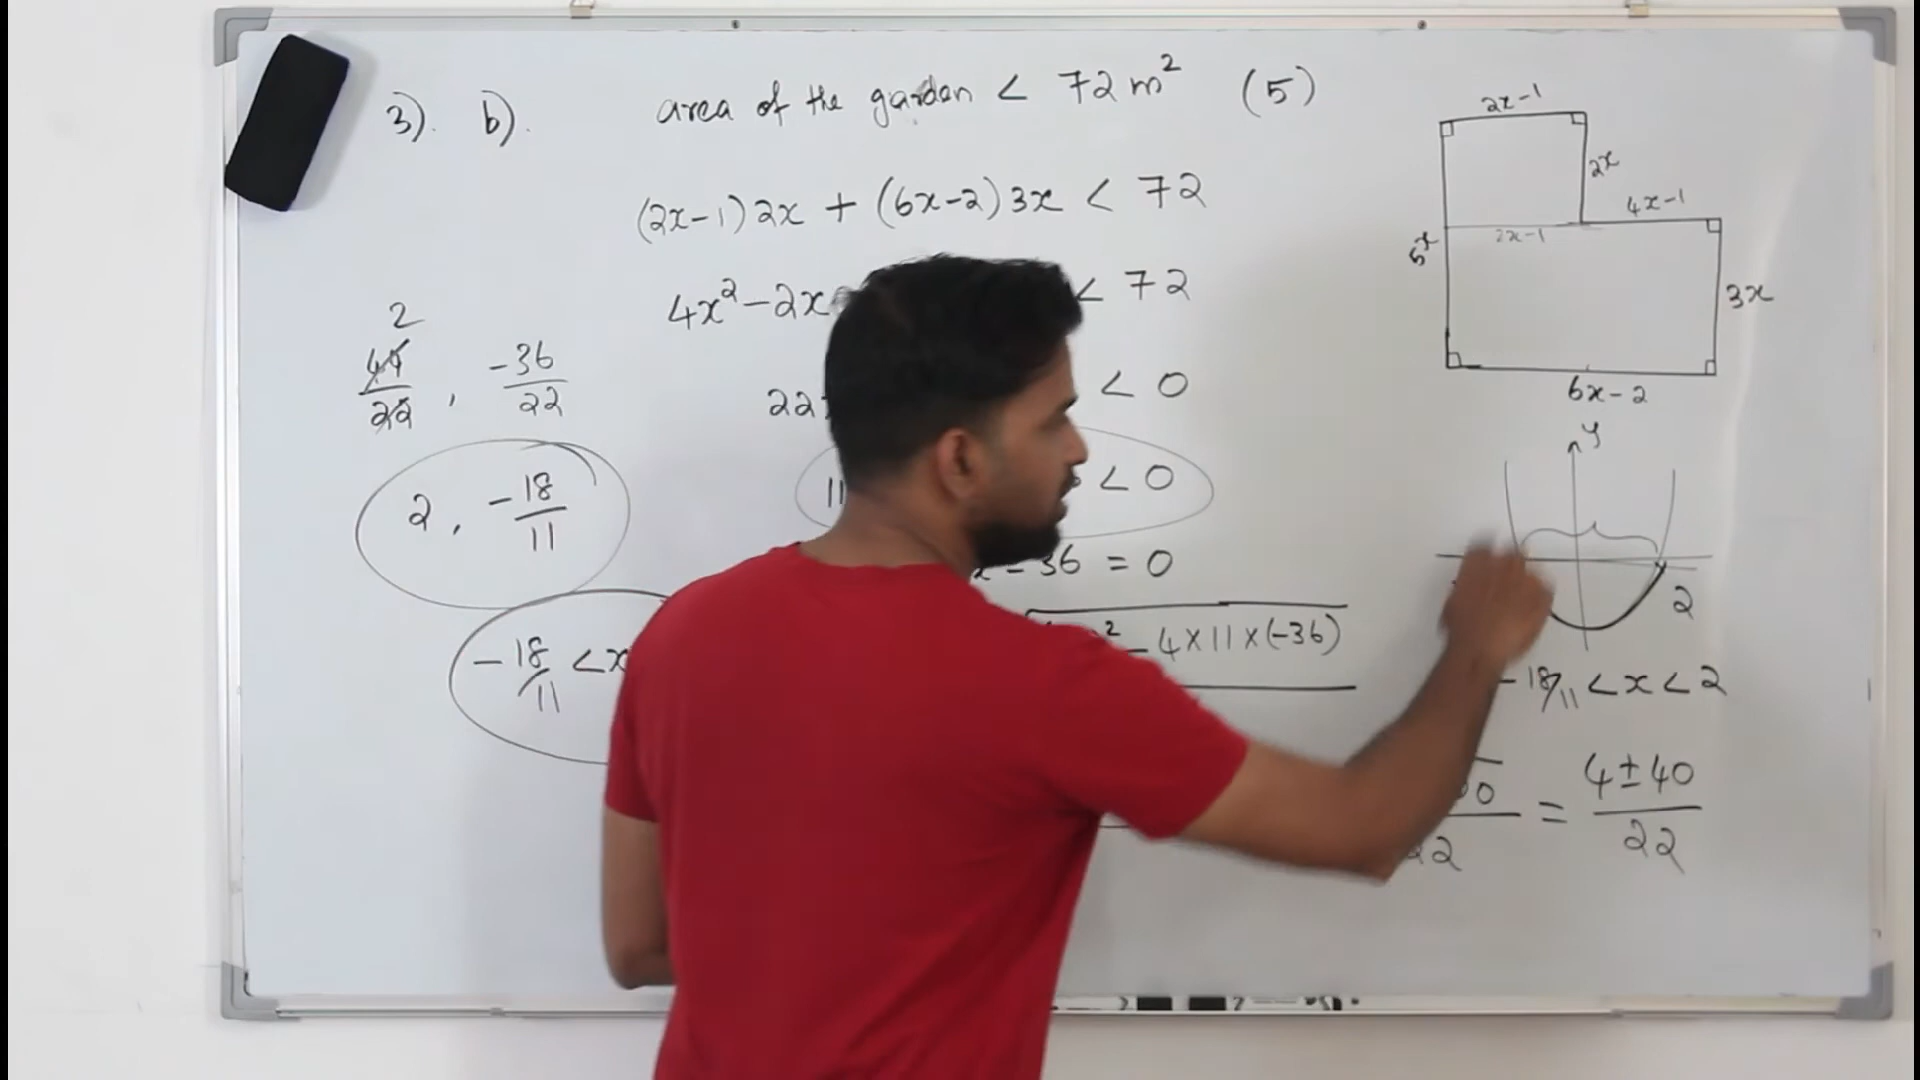 3). b). area of the garden < 72 m² (5)
(2x-1)2x + (6x-2)3x < 72
4x²-2x < 72
22 < 0
11 < 0
x - 36 = 0
² - 4×11×(-36)
2
44/22 , -36/22
2 , -18/11
-18/11 < x
2x-1
2x
4x-1
2x-1
3x
6x-2
y
2
-18/11 < x < 2
0/22 = 4±40/22